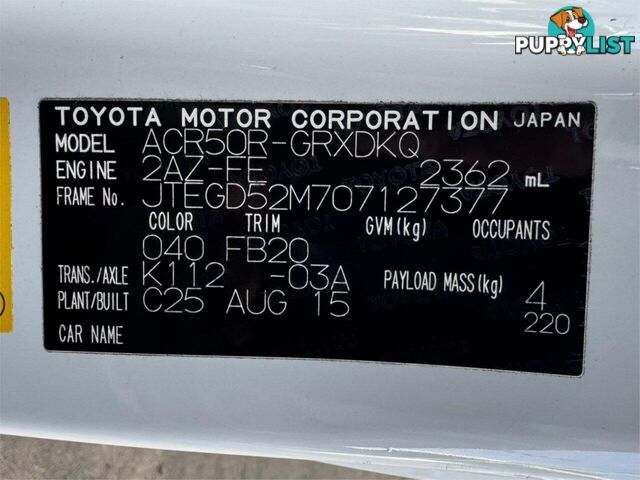 PUPPYLIST
TOYOTA MOTOR CORPORATION JAPAN
MODEL ACR50R-GRXDKQ
ENGINE 2AZ-FE 2362 mL
FRAME No. JTEGD52M707127377
COLOR TRIM GVM(kg) OCCUPANTS
040 FB20
TRANS./AXLE K112 -03A PAYLOAD MASS(kg) 4
PLANT/BUILT C25 AUG 15 220
CAR NAME